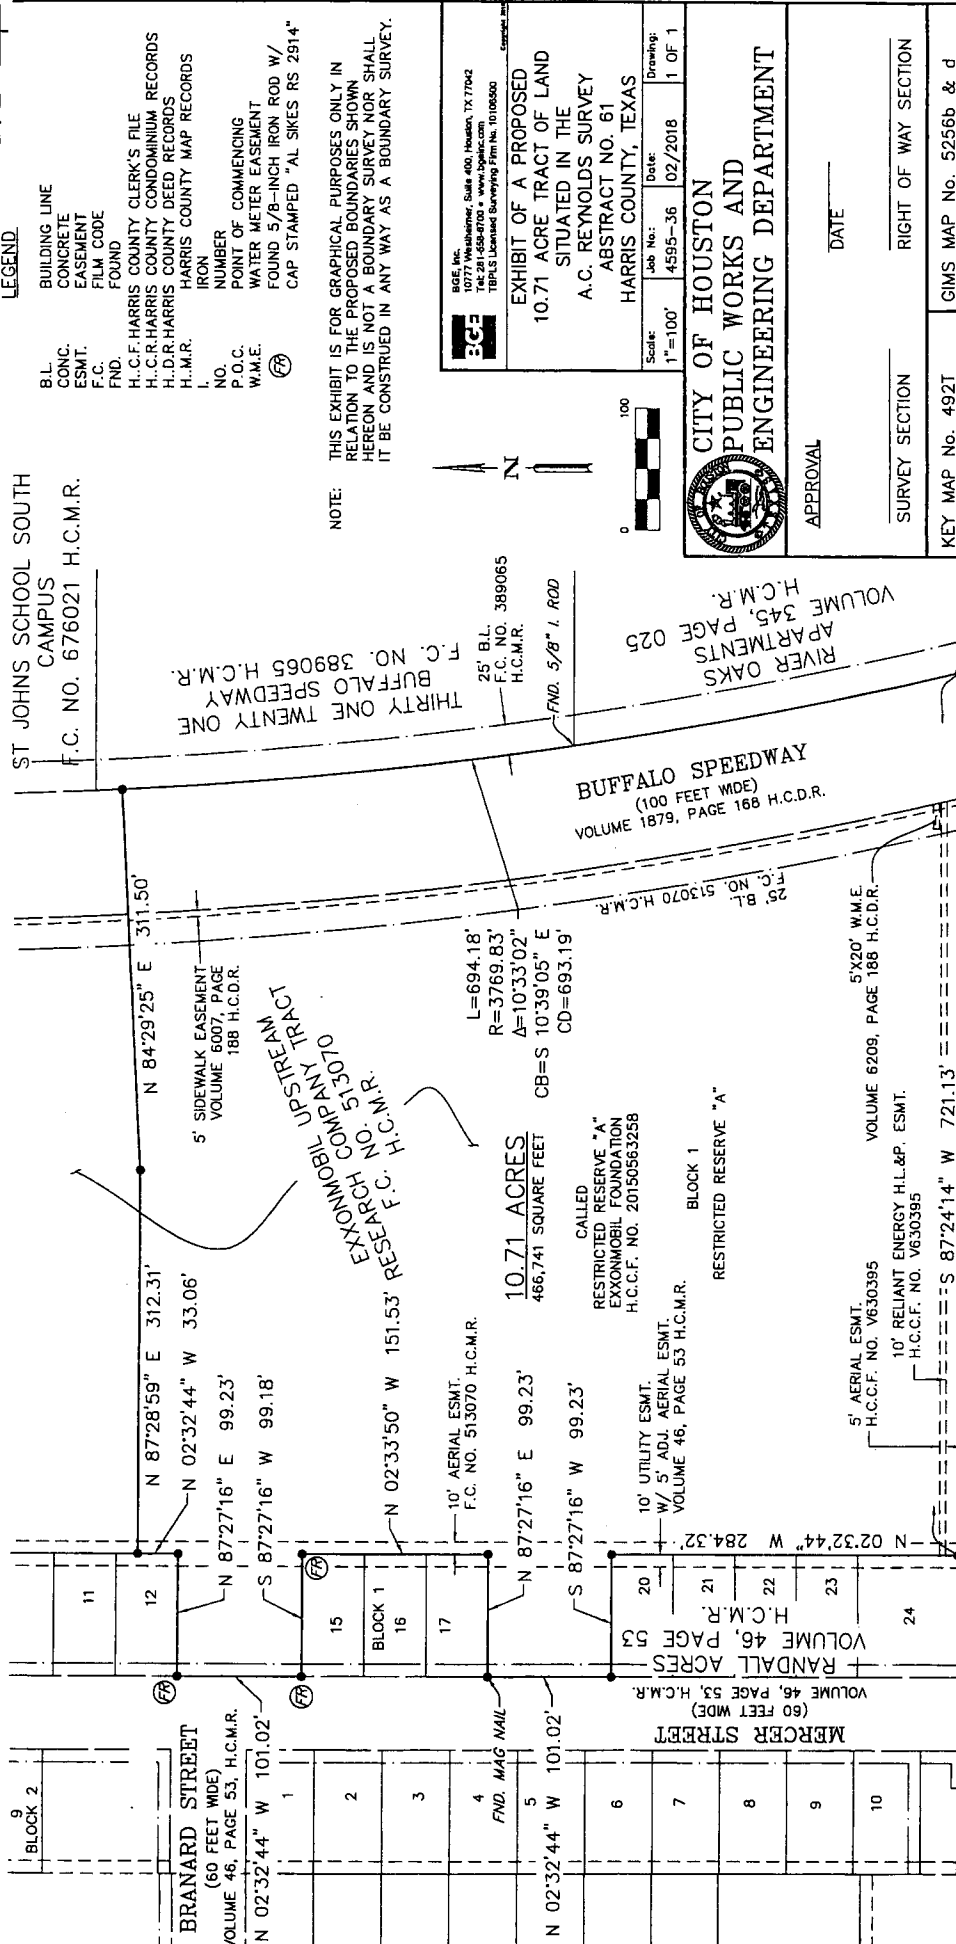 LEGEND
B.L. BUILDING LINE
CONC. CONCRETE
ESMT. EASEMENT
F.C. FILM CODE
FND. FOUND
H.C.F. HARRIS COUNTY CLERK'S FILE
H.C.R. HARRIS COUNTY CONDOMINIUM RECORDS
H.D.R. HARRIS COUNTY DEED RECORDS
H.M.R. HARRIS COUNTY MAP RECORDS
I. IRON
NO. NUMBER
P.O.C. POINT OF COMMENCING
W.M.E. WATER METER EASEMENT
FR FOUND 5/8-INCH IRON ROD W/
CAP STAMPED "AL SIKES RS 2914"
NOTE: THIS EXHIBIT IS FOR GRAPHICAL PURPOSES ONLY IN
RELATION TO THE PROPOSED BOUNDARIES SHOWN
HEREON AND IS NOT A BOUNDARY SURVEY NOR SHALL
IT BE CONSTRUED IN ANY WAY AS A BOUNDARY SURVEY.
N
0 100
BGE
BGE, Inc.
10777 Westheimer, Suite 400, Houston, TX 77042
Tel: 281-558-8700 • www.bgeinc.com
TBPLS Licensed Surveying Firm No. 10106500
EXHIBIT OF A PROPOSED
10.71 ACRE TRACT OF LAND
SITUATED IN THE
A.C. REYNOLDS SURVEY
ABSTRACT NO. 61
HARRIS COUNTY, TEXAS
Scale: 1"=100'
Job No.: 4595-36
Date: 02/2018
Drawing: 1 OF 1
CITY OF HOUSTON
PUBLIC WORKS AND
ENGINEERING DEPARTMENT
APPROVAL
DATE
SURVEY SECTION
RIGHT OF WAY SECTION
KEY MAP No. 492T
GIMS MAP No. 5256b & d
ST JOHNS SCHOOL SOUTH
CAMPUS
F.C. NO. 676021 H.C.M.R.
THIRTY ONE TWENTY ONE
BUFFALO SPEEDWAY
F.C. NO. 389065 H.C.M.R.
25' B.L.
F.C. NO. 389065
H.C.M.R.
FND. 5/8" I. ROD
RIVER OAKS
APARTMENTS
VOLUME 345, PAGE 025
H.C.M.R.
BUFFALO SPEEDWAY
(100 FEET WIDE)
VOLUME 1879, PAGE 168 H.C.D.R.
25' B.L.
F.C. NO. 513070 H.C.M.R.
N 84°29'25" E 311.50'
5' SIDEWALK EASEMENT
VOLUME 6007, PAGE
188 H.C.D.R.
L=694.18'
R=3769.83'
Δ=10°33'02"
CB=S 10°39'05" E
CD=693.19'
EXXONMOBIL UPSTREAM
RESEARCH COMPANY TRACT
F.C. NO. 513070
H.C.M.R.
10.71 ACRES
466,741 SQUARE FEET
CALLED
RESTRICTED RESERVE "A"
EXXONMOBIL FOUNDATION
H.C.C.F. NO. 20150563258
BLOCK 1
RESTRICTED RESERVE "A"
5'X20' W.M.E.
VOLUME 6209, PAGE 188 H.C.D.R.
5' AERIAL ESMT.
H.C.C.F. NO. V630395
10' RELIANT ENERGY H.L.&P. ESMT.
H.C.C.F. NO. V630395
S 87°24'14" W 721.13'
N 87°28'59" E 312.31'
N 02°32'44" W 33.06'
N 87°27'16" E 99.23'
S 87°27'16" W 99.18'
N 02°33'50" W 151.53'
10' AERIAL ESMT.
F.C. NO. 513070 H.C.M.R.
N 87°27'16" E 99.23'
S 87°27'16" W 99.23'
10' UTILITY ESMT.
W/ 5' ADJ. AERIAL ESMT.
VOLUME 46, PAGE 53 H.C.M.R.
N 02°32'44" W 284.32'
11
12
FR
15
BLOCK 1
16
17
20
21
22
23
24
RANDALL ACRES
VOLUME 46, PAGE 53
H.C.M.R.
FR
FR
MERCER STREET
(60 FEET WIDE)
VOLUME 46, PAGE 53, H.C.M.R.
FND. MAG NAIL
9
BLOCK 2
BRANARD STREET
(60 FEET WIDE)
VOLUME 46, PAGE 53, H.C.M.R.
N 02°32'44" W 101.02'
1
2
3
4
5
N 02°32'44" W 101.02'
6
7
8
9
10